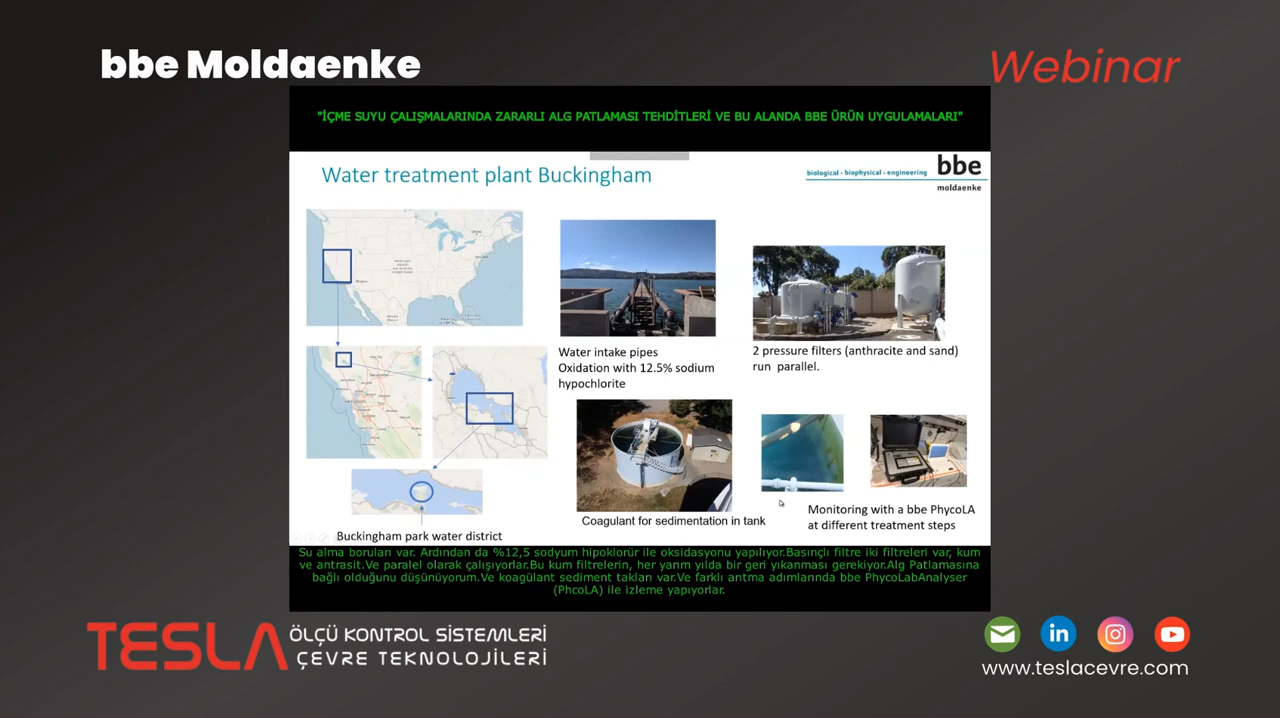 bbe Moldaenke
Webinar
"İÇME SUYU ÇALIŞMALARINDA ZARARLI ALG PATLAMASI TEHDİTLERİ VE BU ALANDA BBE ÜRÜN UYGULAMALARI"
Water treatment plant Buckingham
biological - biophysical - engineering
bbe
moldaenke
Water intake pipes
Oxidation with 12.5% sodium
hypochlorite
2 pressure filters (anthracite and sand)
run parallel.
Coagulant for sedimentation in tank
Monitoring with a bbe PhycoLA
at different treatment steps
Buckingham park water district
Su alma boruları var. Ardından da %12,5 sodyum hipoklorür ile oksidasyonu yapılıyor.Basınçlı filtre iki filtreleri var, kum
ve antrasit.Ve paralel olarak çalışıyorlar.Bu kum filtrelerin, her yarım yılda bir geri yıkanması gerekiyor.Alg Patlamasına
bağlı olduğunu düşünüyorum.Ve koagülant sediment takları var.Ve farklı arıtma adımlarında bbe PhycoLabAnalyser
(PhcoLA) ile izleme yapıyorlar.
TESLA
ÖLÇÜ KONTROL SİSTEMLERİ
ÇEVRE TEKNOLOJİLERİ
in
www.teslacevre.com